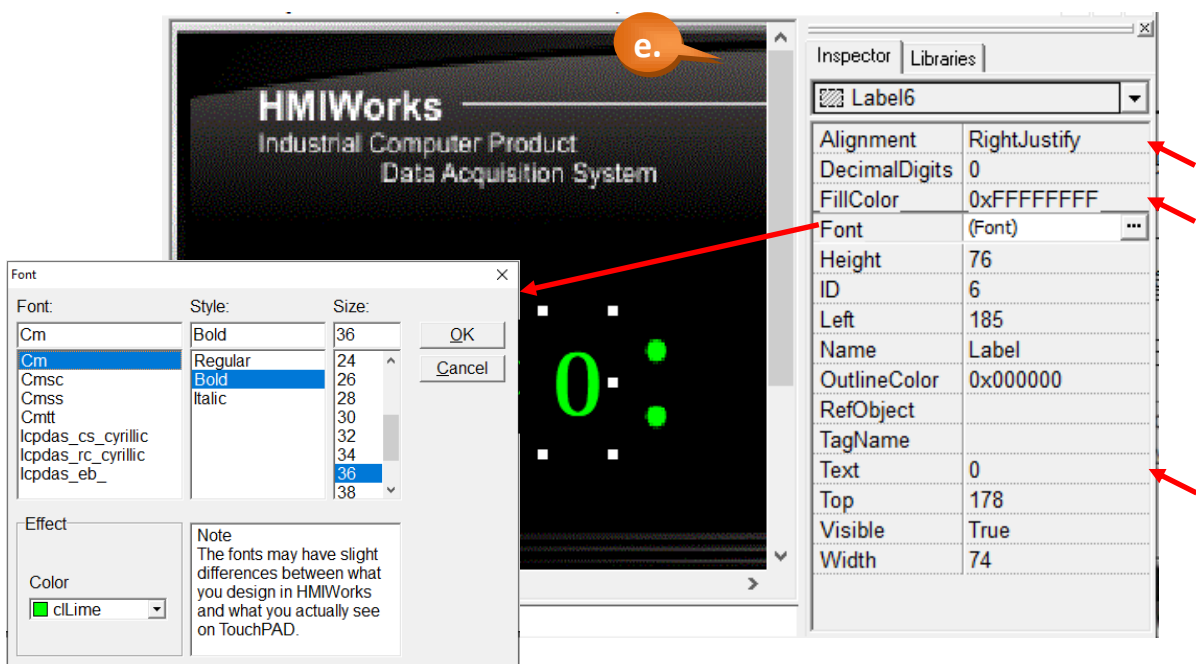 e.
HMIWorks
Industrial Computer Product
Data Acquisition System
0
Inspector
Libraries
Label6
Alignment RightJustify
DecimalDigits 0
FillColor 0xFFFFFFFF
Font (Font) ...
Height 76
ID 6
Left 185
Name Label
OutlineColor 0x000000
RefObject
TagName
Text 0
Top 178
Visible True
Width 74
Font
Font:
Cm
Cm
Cmsc
Cmss
Cmtt
Icpdas_cs_cyrillic
Icpdas_rc_cyrillic
Icpdas_eb_
Style:
Bold
Regular
Bold
Italic
Size:
36
24
26
28
30
32
34
36
38
OK
Cancel
Effect
Color
clLime
Note
The fonts may have slight
differences between what
you design in HMIWorks
and what you actually see
on TouchPAD.